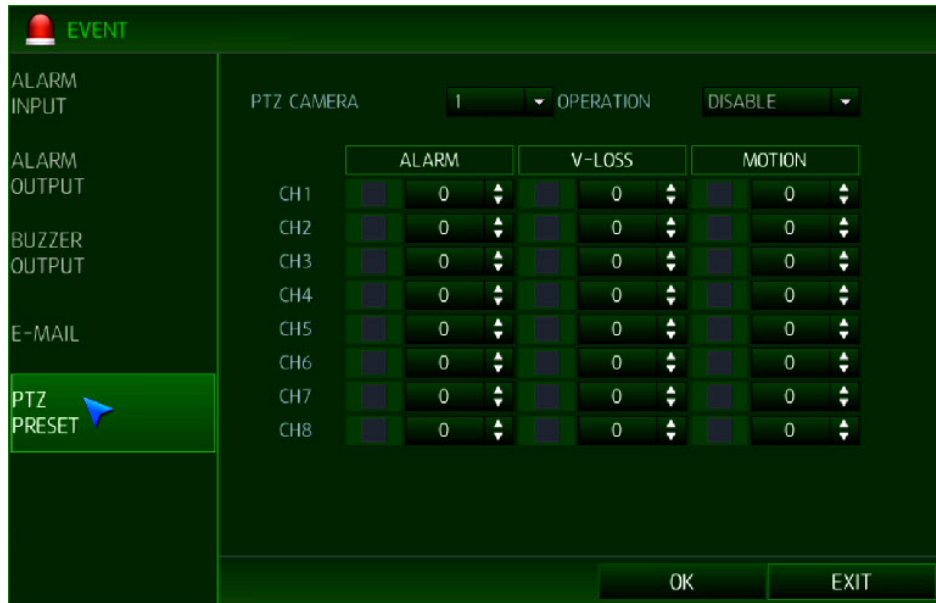 EVENT
ALARM
INPUT
ALARM
OUTPUT
BUZZER
OUTPUT
E-MAIL
PTZ
PRESET
PTZ CAMERA 1 OPERATION DISABLE
ALARM V-LOSS MOTION
CH1 0 0 0
CH2 0 0 0
CH3 0 0 0
CH4 0 0 0
CH5 0 0 0
CH6 0 0 0
CH7 0 0 0
CH8 0 0 0
OK EXIT